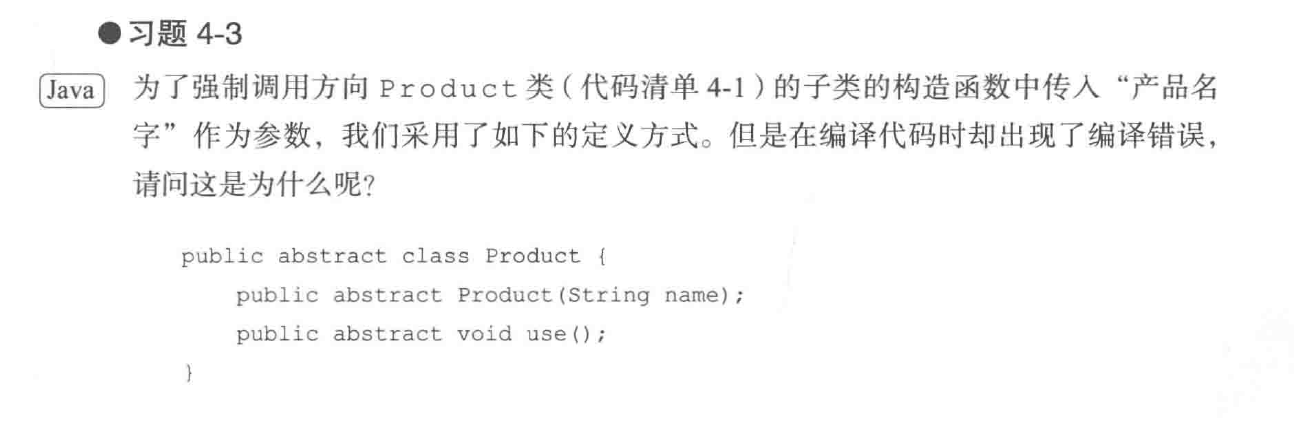 ●习题 4-3
Java 为了强制调用方向 Product 类（代码清单 4-1）的子类的构造函数中传入“产品名
字”作为参数，我们采用了如下的定义方式。但是在编译代码时却出现了编译错误，
请问这是为什么呢？
public abstract class Product {
public abstract Product(String name);
public abstract void use();
}